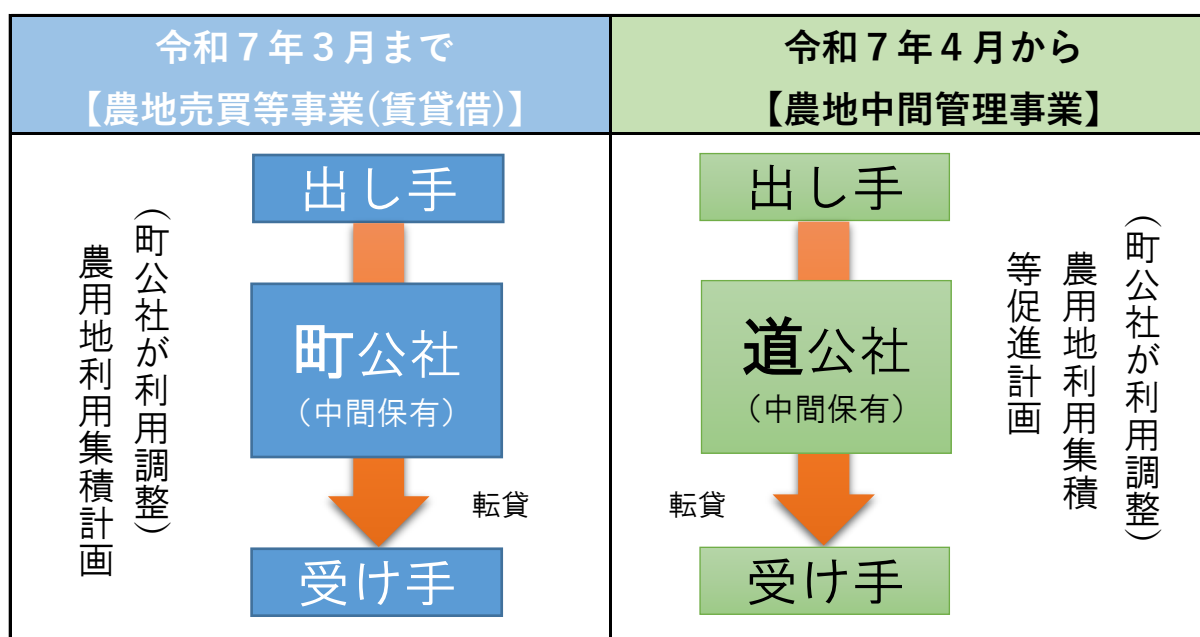 令和７年３月まで
【農地売買等事業(賃貸借)】
出し手
町公社
（中間保有）
転貸
受け手
（町公社が利用調整）
農用地利用集積計画
令和７年４月から
【農地中間管理事業】
出し手
道公社
（中間保有）
転貸
受け手
（町公社が利用調整）
農用地利用集積
等促進計画